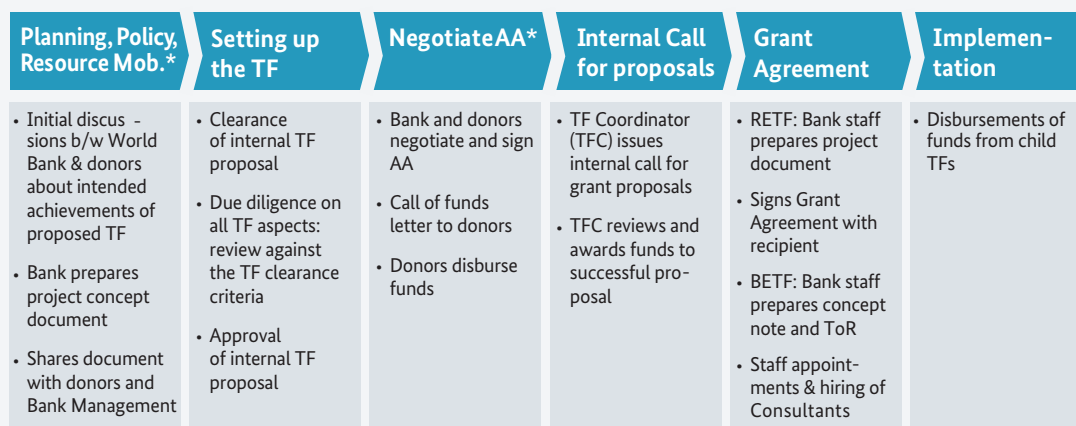 Planning, Policy,
Resource Mob.*
Setting up
the TF
Negotiate AA*
Internal Call
for proposals
Grant
Agreement
Implemen-
tation
• Initial discus -
sions b/w World
Bank & donors
about intended
achievements of
proposed TF
• Bank prepares
project concept
document
• Shares document
with donors and
Bank Management
• Clearance
of internal TF
proposal
• Due diligence on
all TF aspects:
review against
the TF clearance
criteria
• Approval
of internal TF
proposal
• Bank and donors
negotiate and sign
AA
• Call of funds
letter to donors
• Donors disburse
funds
• TF Coordinator
(TFC) issues
internal call for
grant proposals
• TFC reviews and
awards funds to
successful pro-
posal
• RETF: Bank staff
prepares project
document
• Signs Grant
Agreement with
recipient
• BETF: Bank staff
prepares concept
note and ToR
• Staff appoint-
ments & hiring of
Consultants
• Disbursements of
funds from child
TFs